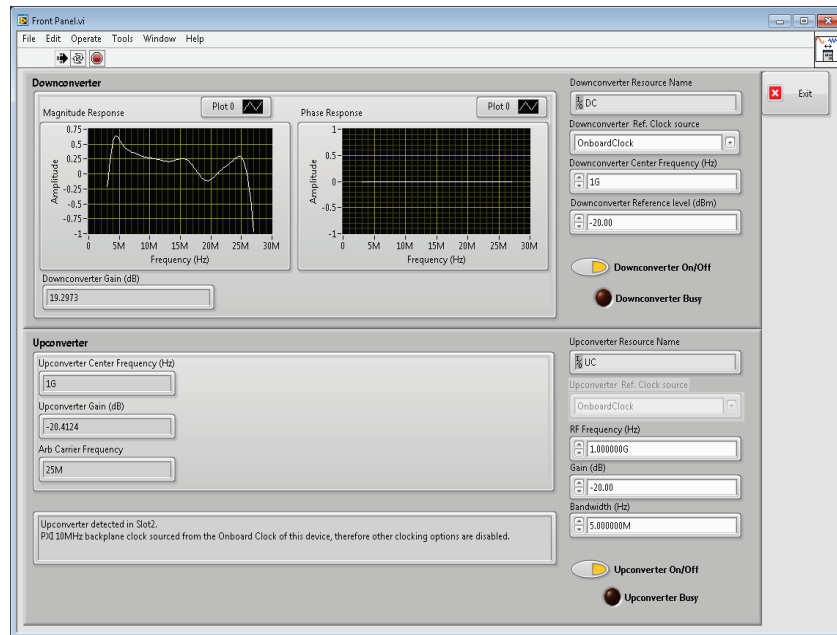 Front Panel.vi
File Edit Operate Tools Window Help
Downconverter
Magnitude Response
Plot 0
0.75
0.5
0.25
0
-0.25
-0.5
-0.75
-1
Amplitude
0 5M 10M 15M 20M 25M 30M
Frequency (Hz)
Phase Response
Plot 0
1
0.5
0
-0.5
-1
Amplitude
0 5M 10M 15M 20M 25M 30M
Frequency (Hz)
Downconverter Gain (dB)
19.2973
Downconverter Resource Name
DC
Downconverter Ref. Clock source
OnboardClock
Downconverter Center Frequency (Hz)
1G
Downconverter Reference level (dBm)
-20.00
Downconverter On/Off
Downconverter Busy
Exit
Upconverter
Upconverter Center Frequency (Hz)
1G
Upconverter Gain (dB)
-20.4124
Arb Carrier Frequency
25M
Upconverter detected in Slot2.
PXI 10MHz backplane clock sourced from the Onboard Clock of this device, therefore other clocking options are disabled.
Upconverter Resource Name
UC
Upconverter Ref. Clock source
OnboardClock
RF Frequency (Hz)
1.000000G
Gain (dB)
-20.00
Bandwidth (Hz)
5.000000M
Upconverter On/Off
Upconverter Busy